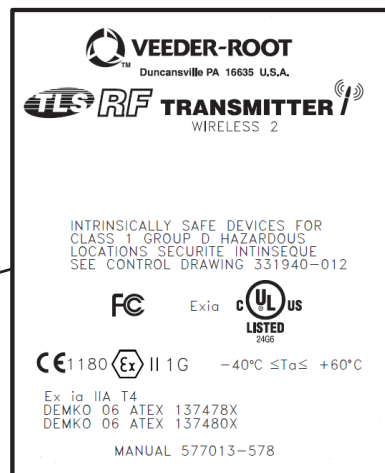 VEEDER-ROOT
TM
Duncansville PA 16635 U.S.A.
TLS RF TRANSMITTER
WIRELESS 2
INTRINSICALLY SAFE DEVICES FOR
CLASS 1 GROUP D HAZARDOUS
LOCATIONS SECURITE INTINSEQUE
SEE CONTROL DRAWING 331940-012
FC Exia C UL US
LISTED
24G6
CE 1180 Ex II 1G -40°C ≤Ta≤ +60°C
Ex ia IIA T4
DEMKO 06 ATEX 137478X
DEMKO 06 ATEX 137480X
MANUAL 577013-578